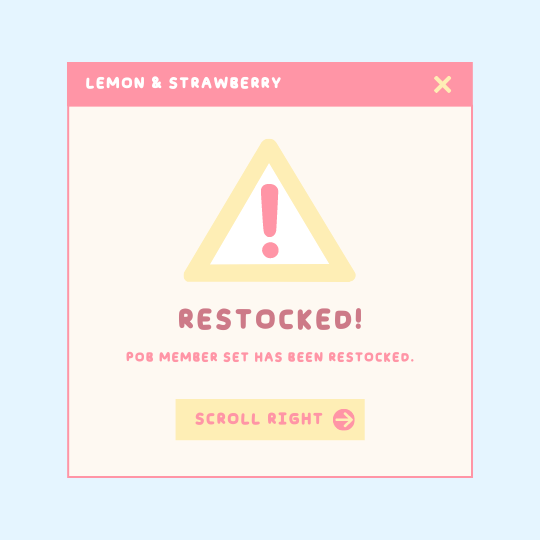 LEMON & STRAWBERRY
RESTOCKED!
POB MEMBER SET HAS BEEN RESTOCKED.
SCROLL RIGHT